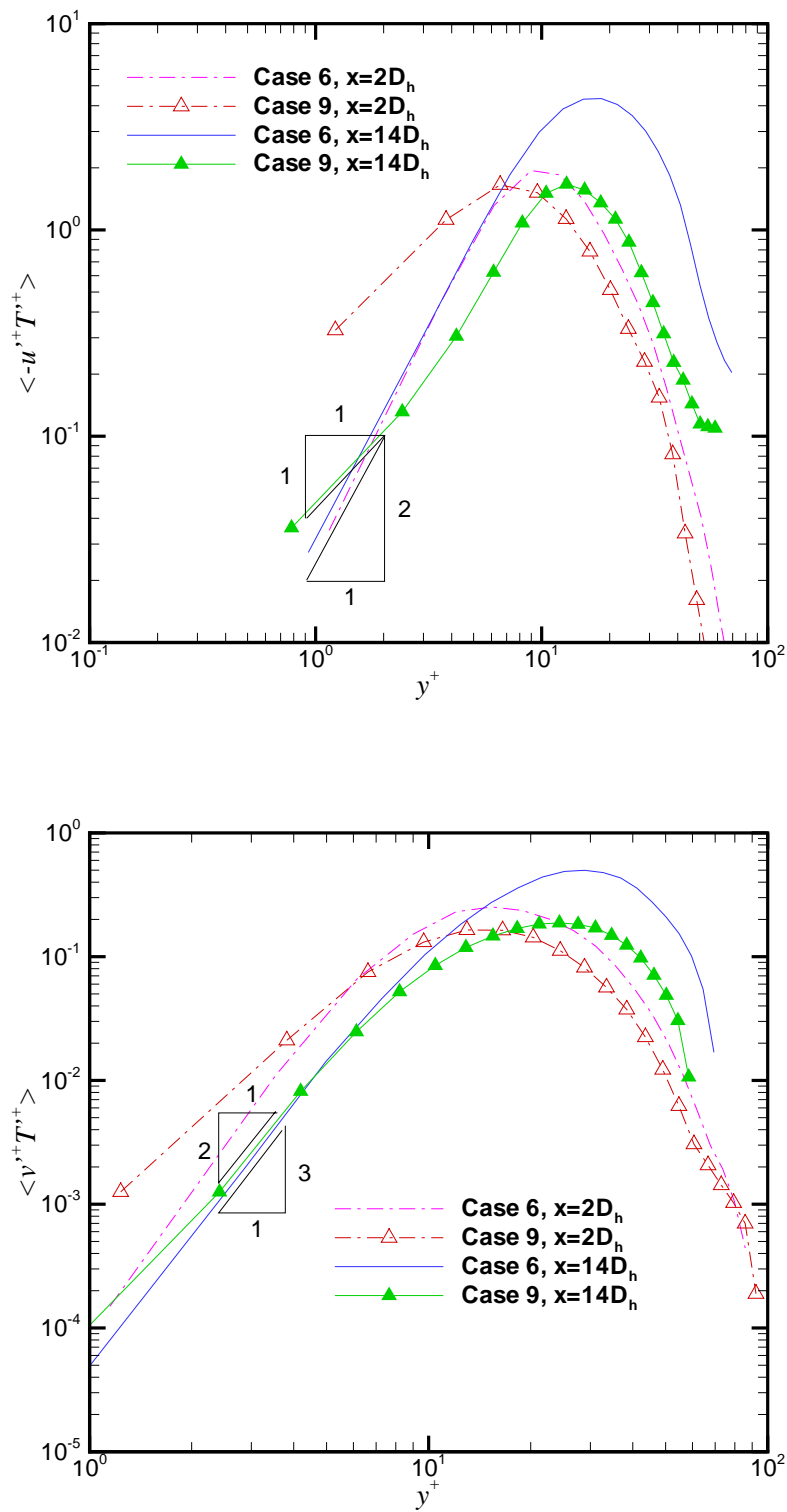 10^1
10^0
10^-1
10^-2
<-u'^+T'^+>
Case 6, x=2D_h
Case 9, x=2D_h
Case 6, x=14D_h
Case 9, x=14D_h
1
1
2
1
10^-1
10^0
10^1
10^2
y^+
10^0
10^-1
10^-2
10^-3
10^-4
10^-5
<v'^+T'^+>
1
2
3
1
Case 6, x=2D_h
Case 9, x=2D_h
Case 6, x=14D_h
Case 9, x=14D_h
10^0
10^1
10^2
y^+